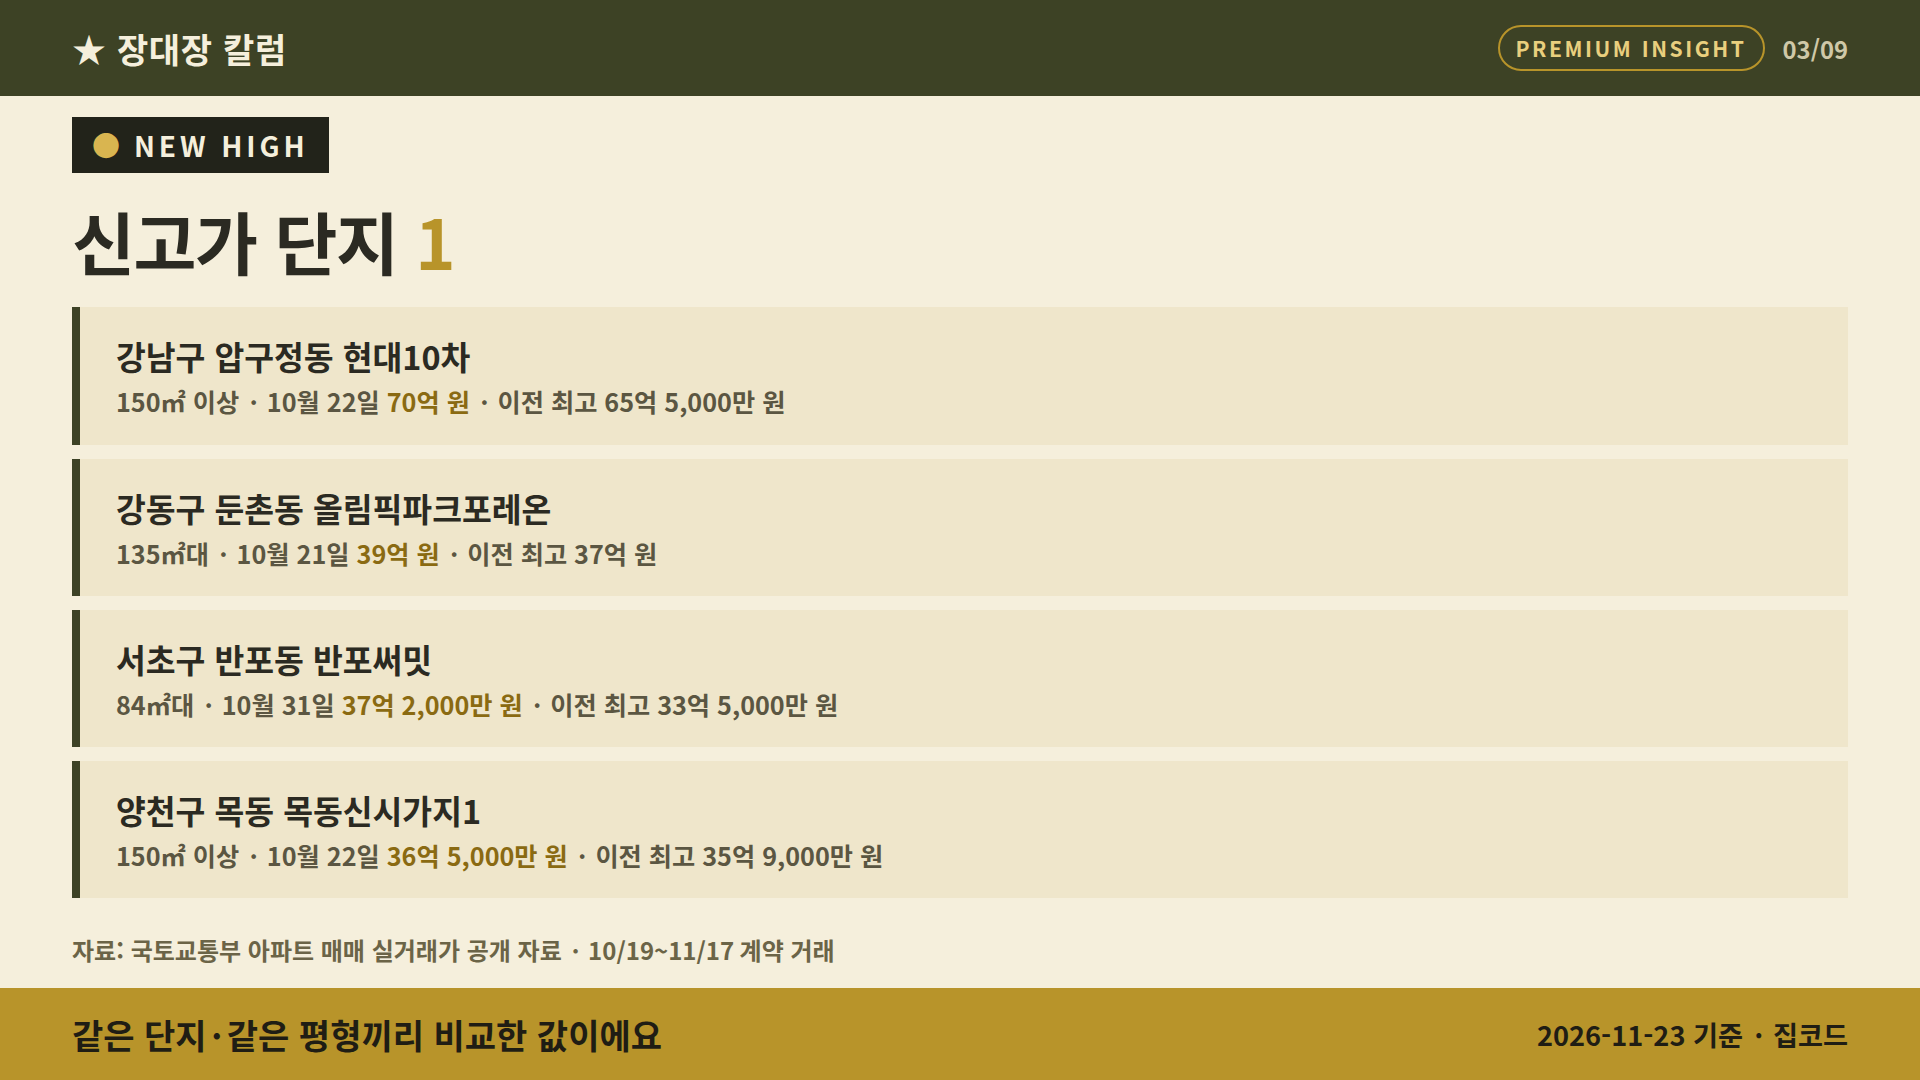 ★ 장대장 칼럼
PREMIUM INSIGHT 03/09
NEW HIGH
신고가 단지 1
강남구 압구정동 현대10차
150㎡ 이상 · 10월 22일 70억 원 · 이전 최고 65억 5,000만 원
강동구 둔촌동 올림픽파크포레온
135㎡대 · 10월 21일 39억 원 · 이전 최고 37억 원
서초구 반포동 반포써밋
84㎡대 · 10월 31일 37억 2,000만 원 · 이전 최고 33억 5,000만 원
양천구 목동 목동신시가지1
150㎡ 이상 · 10월 22일 36억 5,000만 원 · 이전 최고 35억 9,000만 원
자료: 국토교통부 아파트 매매 실거래가 공개 자료 · 10/19~11/17 계약 거래
같은 단지·같은 평형끼리 비교한 값이에요
2026-11-23 기준 · 집코드